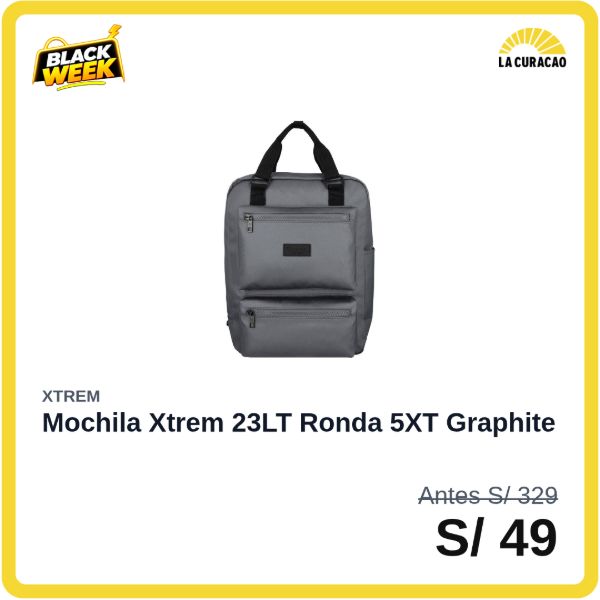 BLACK
WEEK
LA CURACAO
XTREM
Mochila Xtrem 23LT Ronda 5XT Graphite
Antes S/ 329
S/ 49